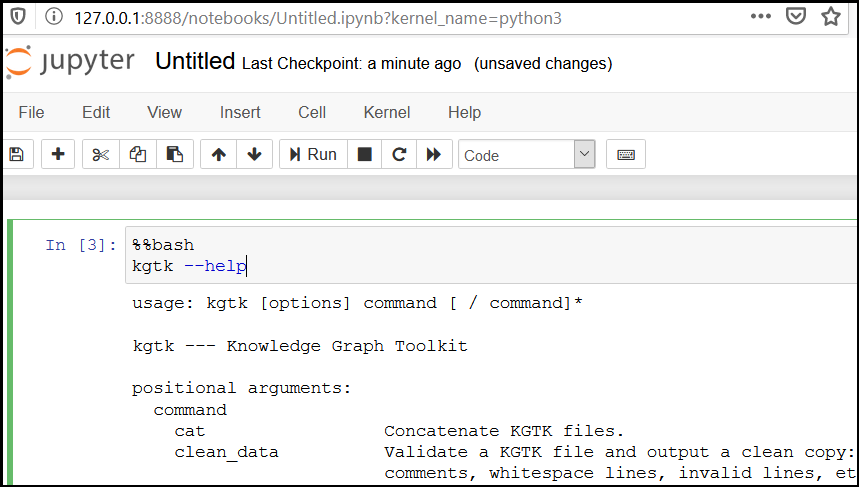 127.0.0.1:8888/notebooks/Untitled.ipynb?kernel_name=python3
jupyter Untitled Last Checkpoint: a minute ago (unsaved changes)
File Edit View Insert Cell Kernel Help
Run Code
In [3]: %%bash
kgtk --help
usage: kgtk [options] command [ / command]*
kgtk --- Knowledge Graph Toolkit
positional arguments:
command
cat Concatenate KGTK files.
clean_data Validate a KGTK file and output a clean copy:
comments, whitespace lines, invalid lines, et